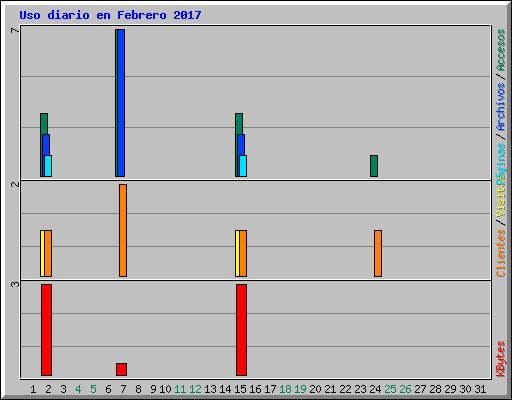 Uso diario en Febrero 2017
7
2
3
Accesos / Archivos / Páginas
Clientes / Visitas
KBytes
1 2 3 4 5 6 7 8 9 10 11 12 13 14 15 16 17 18 19 20 21 22 23 24 25 26 27 28 29 30 31